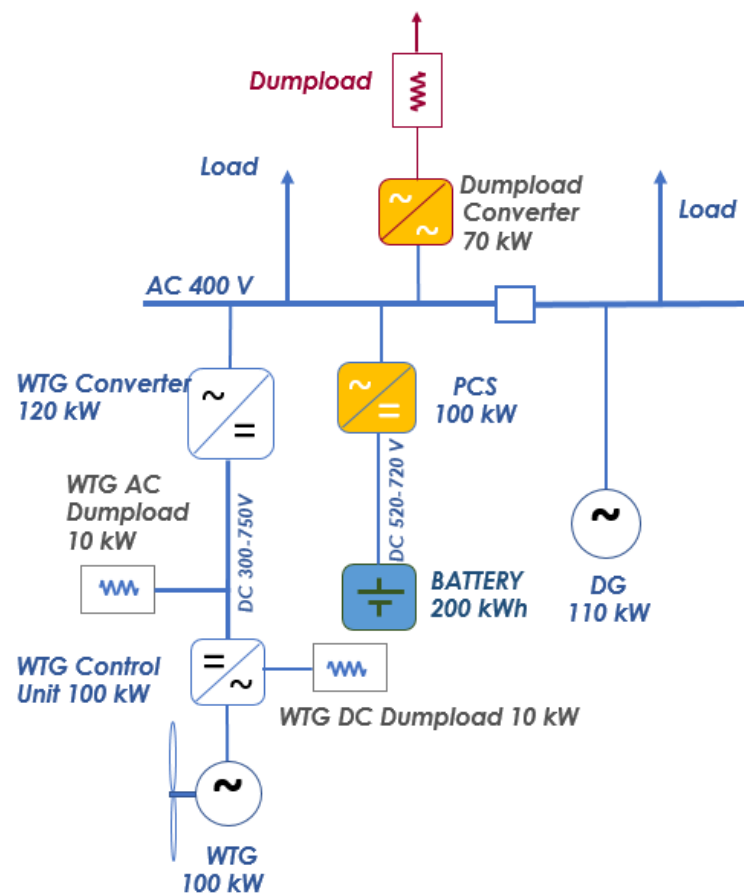 Dumpload
Load
Dumpload
Converter
70 kW
Load
AC 400 V
WTG Converter
120 kW
PCS
100 kW
WTG AC
Dumpload
10 kW
DC 300-750V
DC 520-720 V
BATTERY
200 kWh
DG
110 kW
WTG Control
Unit 100 kW
WTG DC Dumpload 10 kW
WTG
100 kW